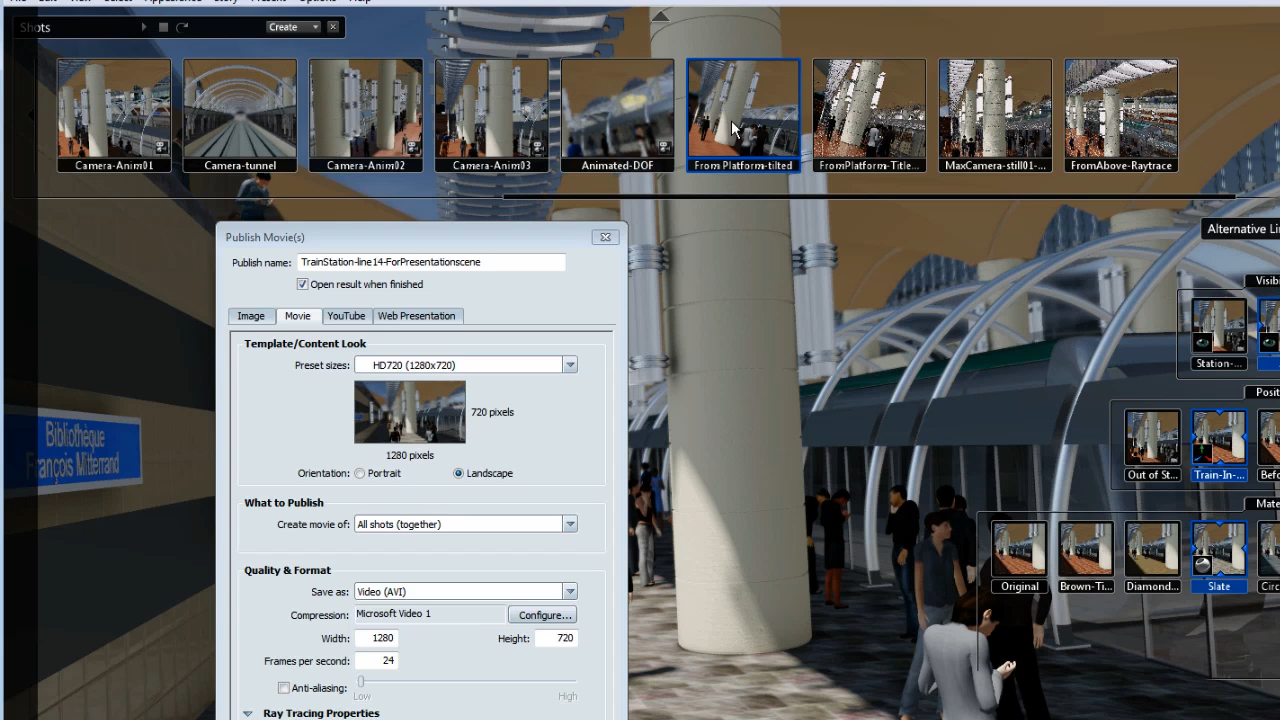 Appearance
Present
Options
Help
Shots
Create
Camera-Anim01
Camera-tunnel
Camera-Anim02
Camera-Anim03
Animated-DOF
From Platform-tilted
FromPlatform-Title...
MaxCamera-still01-...
FromAbove-Raytrace
Publish Movie(s)
Publish name: TrainStation-line14-ForPresentationscene
Open result when finished
Image Movie YouTube Web Presentation
Template/Content Look
Preset sizes: HD720 (1280x720)
720 pixels
1280 pixels
Orientation: Portrait Landscape
What to Publish
Create movie of: All shots (together)
Quality & Format
Save as: Video (AVI)
Compression: Microsoft Video 1 Configure...
Width: 1280 Height: 720
Frames per second: 24
Anti-aliasing:
Low High
Ray Tracing Properties
Bibliothèque
François Mitterrand
Alternative
Station-...
Out of St... Train-In-...
Original Brown-Ti... Diamond... Slate